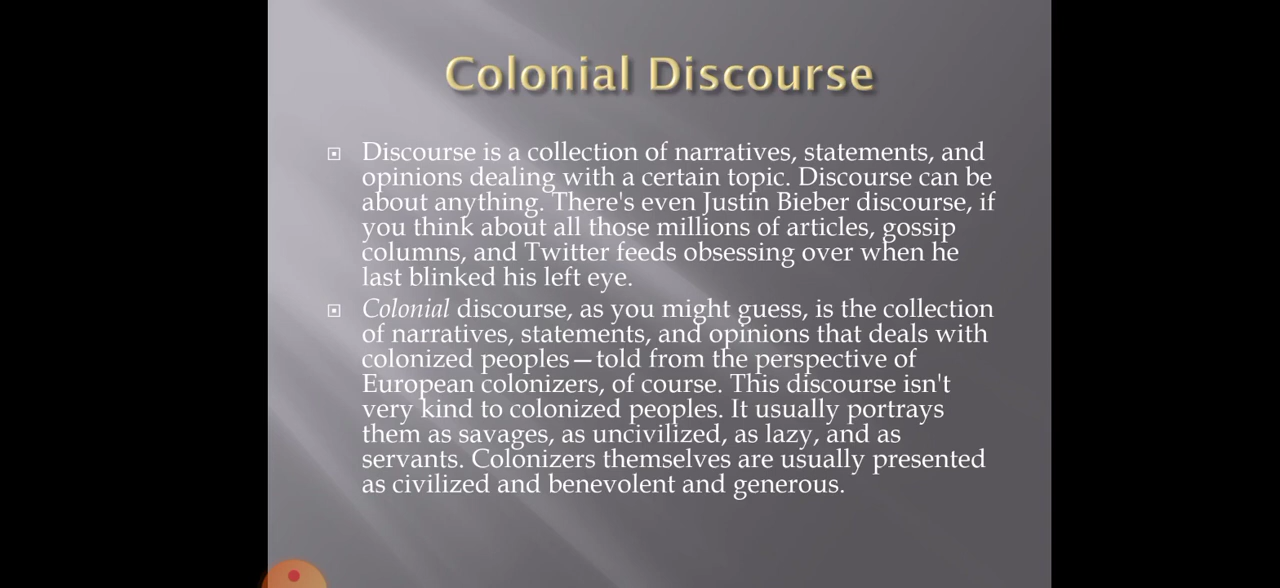 Colonial Discourse
Discourse is a collection of narratives, statements, and
opinions dealing with a certain topic. Discourse can be
about anything. There's even Justin Bieber discourse, if
you think about all those millions of articles, gossip
columns, and Twitter feeds obsessing over when he
last blinked his left eye.
Colonial discourse, as you might guess, is the collection
of narratives, statements, and opinions that deals with
colonized peoples—told from the perspective of
European colonizers, of course. This discourse isn't
very kind to colonized peoples. It usually portrays
them as savages, as uncivilized, as lazy, and as
servants. Colonizers themselves are usually presented
as civilized and benevolent and generous.